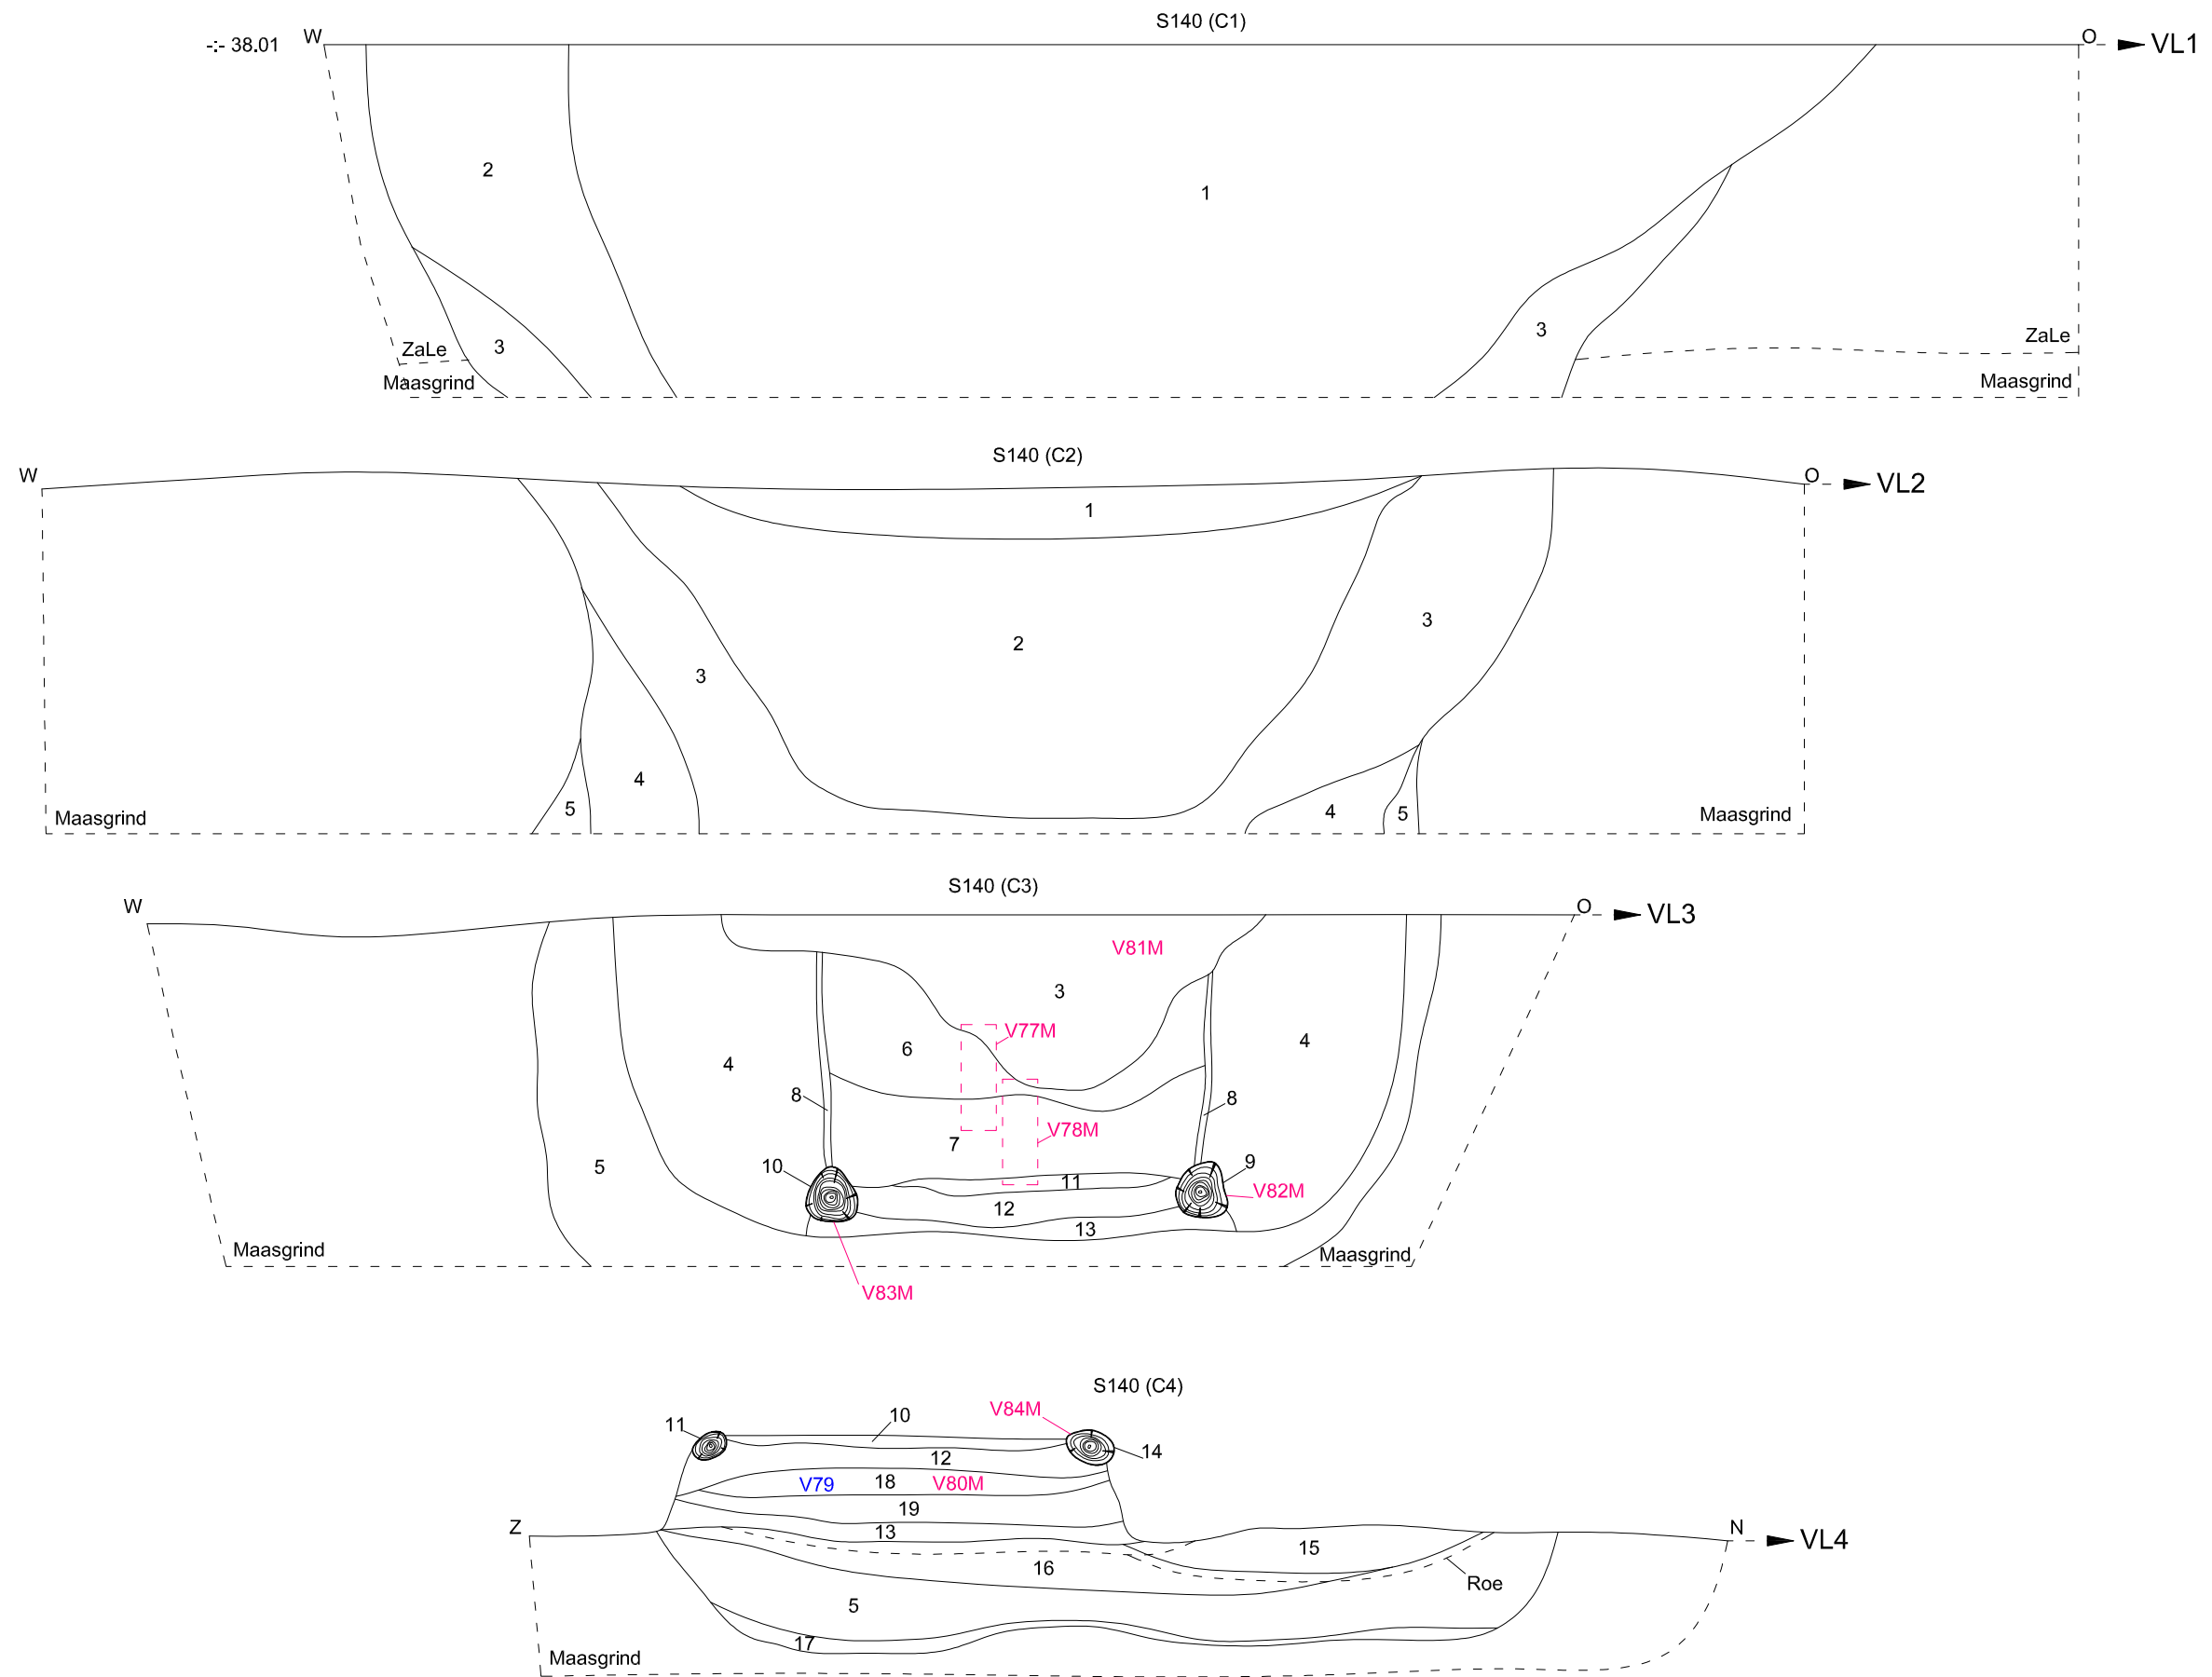 S140 (C1)
-:- 38.01 W O VL1
2
1
3
3
ZaLe ZaLe
Maasgrind Maasgrind
S140 (C2)
W O VL2
1
2
3
3
4
5
4
5
Maasgrind Maasgrind
S140 (C3)
W O VL3
V81M
3
V77M
6
4
4
8
8
V78M
7
10
9
11
V82M
5
12
13
Maasgrind Maasgrind
V83M
S140 (C4)
V84M
10
11
12
14
V79 18 V80M
19
Z 13 N VL4
15
16
Roe
5
17
Maasgrind